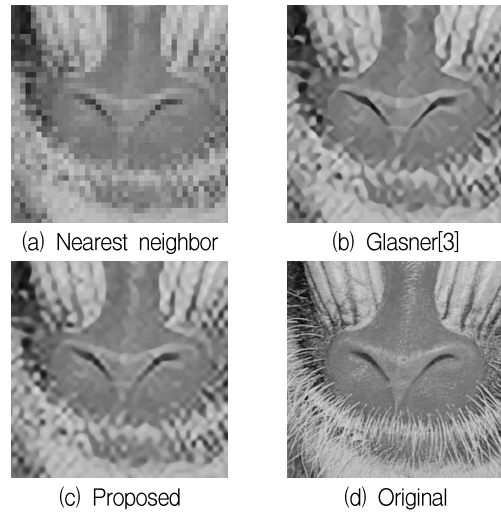 (a) Nearest neighbor
(b) Glasner[3]
(c) Proposed
(d) Original